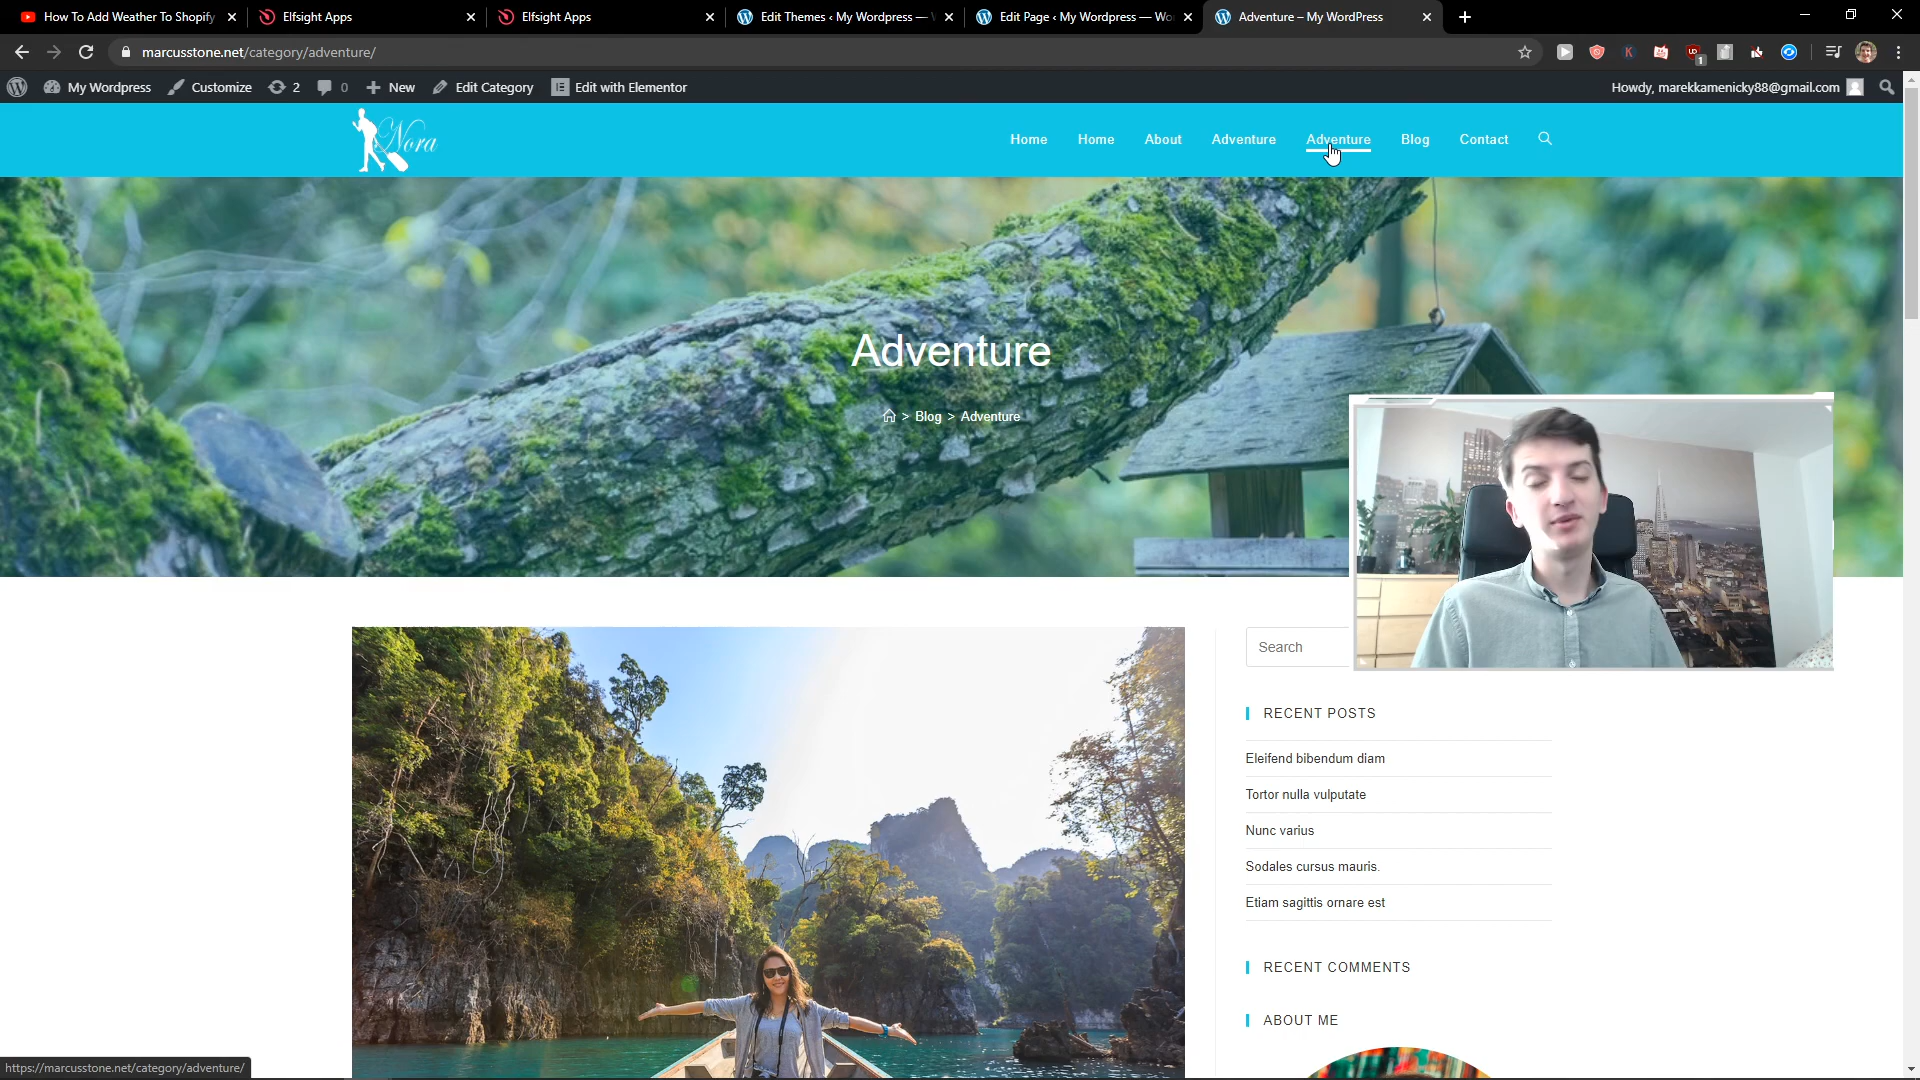 How To Add Weather To Shopify
Elfsight Apps
Elfsight Apps
Edit Themes ‹ My Wordpress —
Edit Page ‹ My Wordpress — Wo
Adventure – My WordPress
marcusstone.net/category/adventure/
1
My Wordpress
Customize
2
0
New
Edit Category
Edit with Elementor
Howdy, marekkamenicky88@gmail.com
Nora
Home
Home
About
Adventure
Adventure
Blog
Contact
Adventure
> Blog > Adventure
Search
RECENT POSTS
Eleifend bibendum diam
Tortor nulla vulputate
Nunc varius
Sodales cursus mauris.
Etiam sagittis ornare est
RECENT COMMENTS
ABOUT ME
https://marcusstone.net/category/adventure/